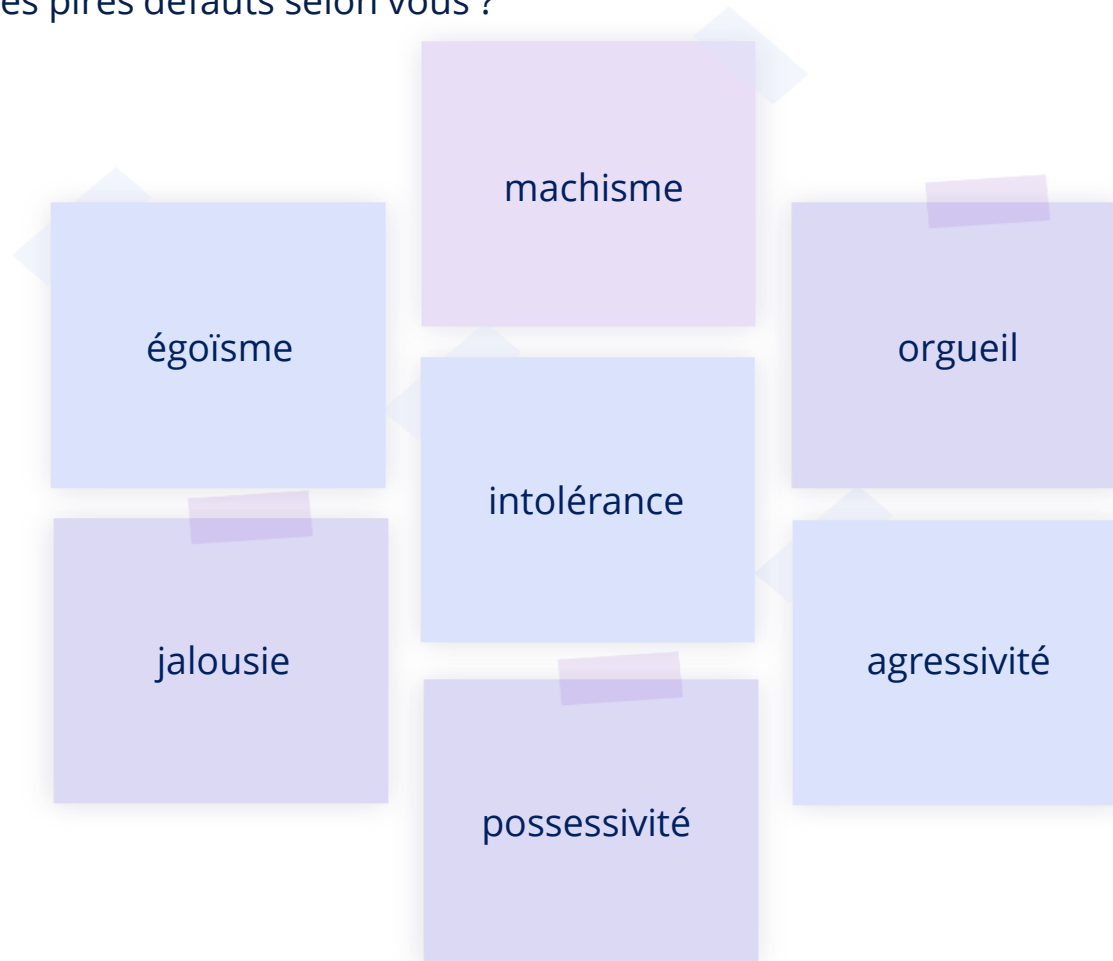 es pires défauts selon vous ?
machisme
égoïsme
orgueil
intolérance
jalousie
agressivité
possessivité